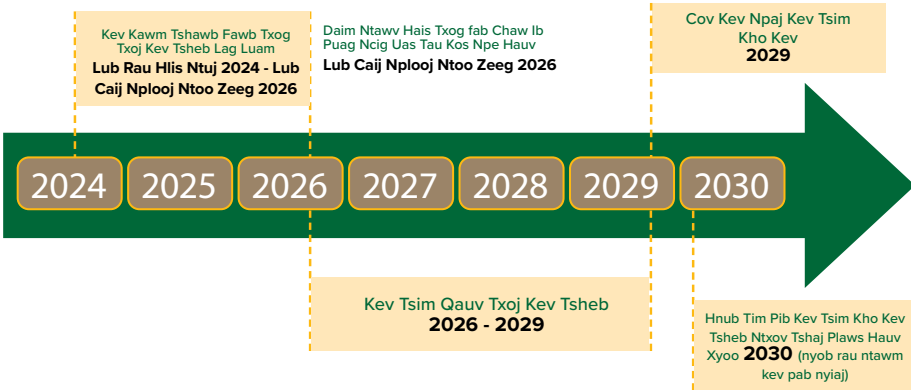 Kev Kawm Tshawb Fawb Txog
Txoj Kev Tsheb Lag Luam
Lub Rau Hlis Ntuj 2024 - Lub
Caij Nplooj Ntoo Zeeg 2026
Daim Ntawv Hais Txog fab Chaw Ib
Puag Ncig Uas Tau Kos Npe Hauv
Lub Caij Nplooj Ntoo Zeeg 2026
Cov Kev Npaj Kev Tsim
Kho Kev
2029
2024
2025
2026
2027
2028
2029
2030
Kev Tsim Qauv Txoj Kev Tsheb
2026 - 2029
Hnub Tim Pib Kev Tsim Kho Kev
Tsheb Ntxov Tshaj Plaws Hauv
Xyoo 2030 (nyob rau ntawm
kev pab nyiaj)